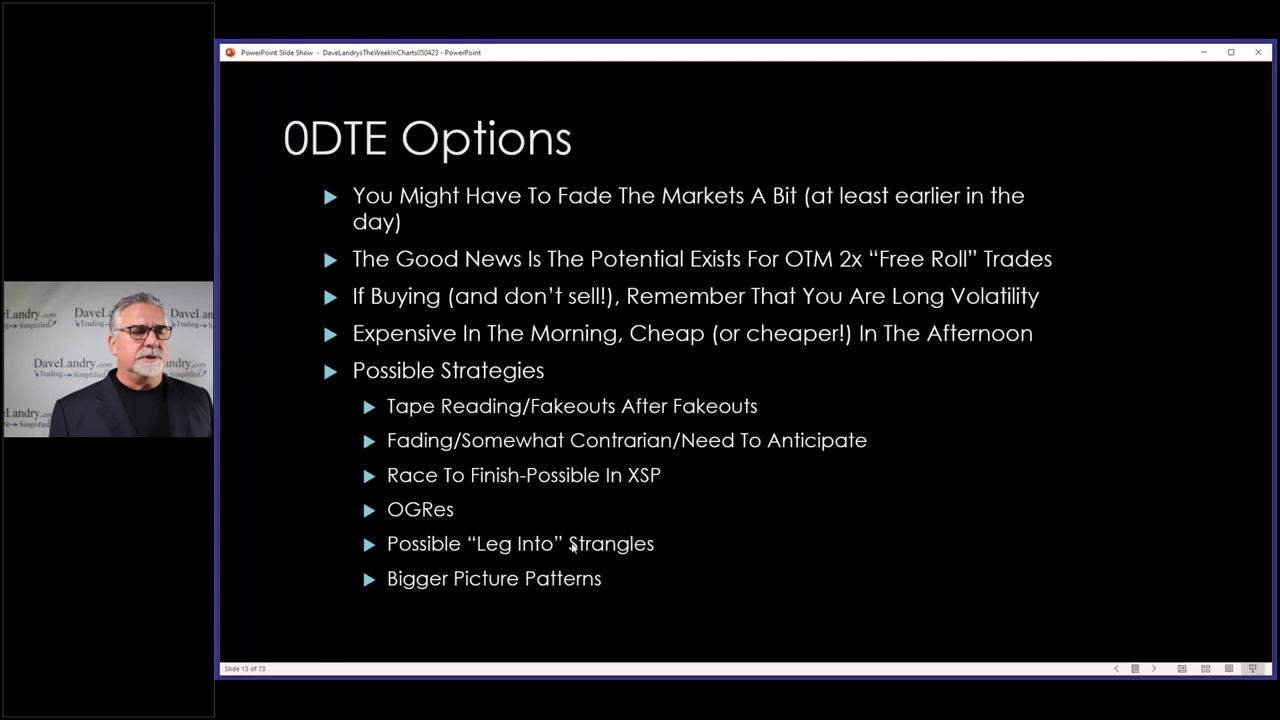 PowerPoint Slide Show - DaveLandrysTheWeekInCharts050423 - PowerPoint
0DTE Options
You Might Have To Fade The Markets A Bit (at least earlier in the
day)
The Good News Is The Potential Exists For OTM 2x “Free Roll” Trades
If Buying (and don’t sell!), Remember That You Are Long Volatility
Expensive In The Morning, Cheap (or cheaper!) In The Afternoon
Possible Strategies
Tape Reading/Fakeouts After Fakeouts
Fading/Somewhat Contrarian/Need To Anticipate
Race To Finish-Possible In XSP
OGRes
Possible “Leg Into” Strangles
Bigger Picture Patterns
DaveLandry.com
Trading Simplified
Slide 13 of 73